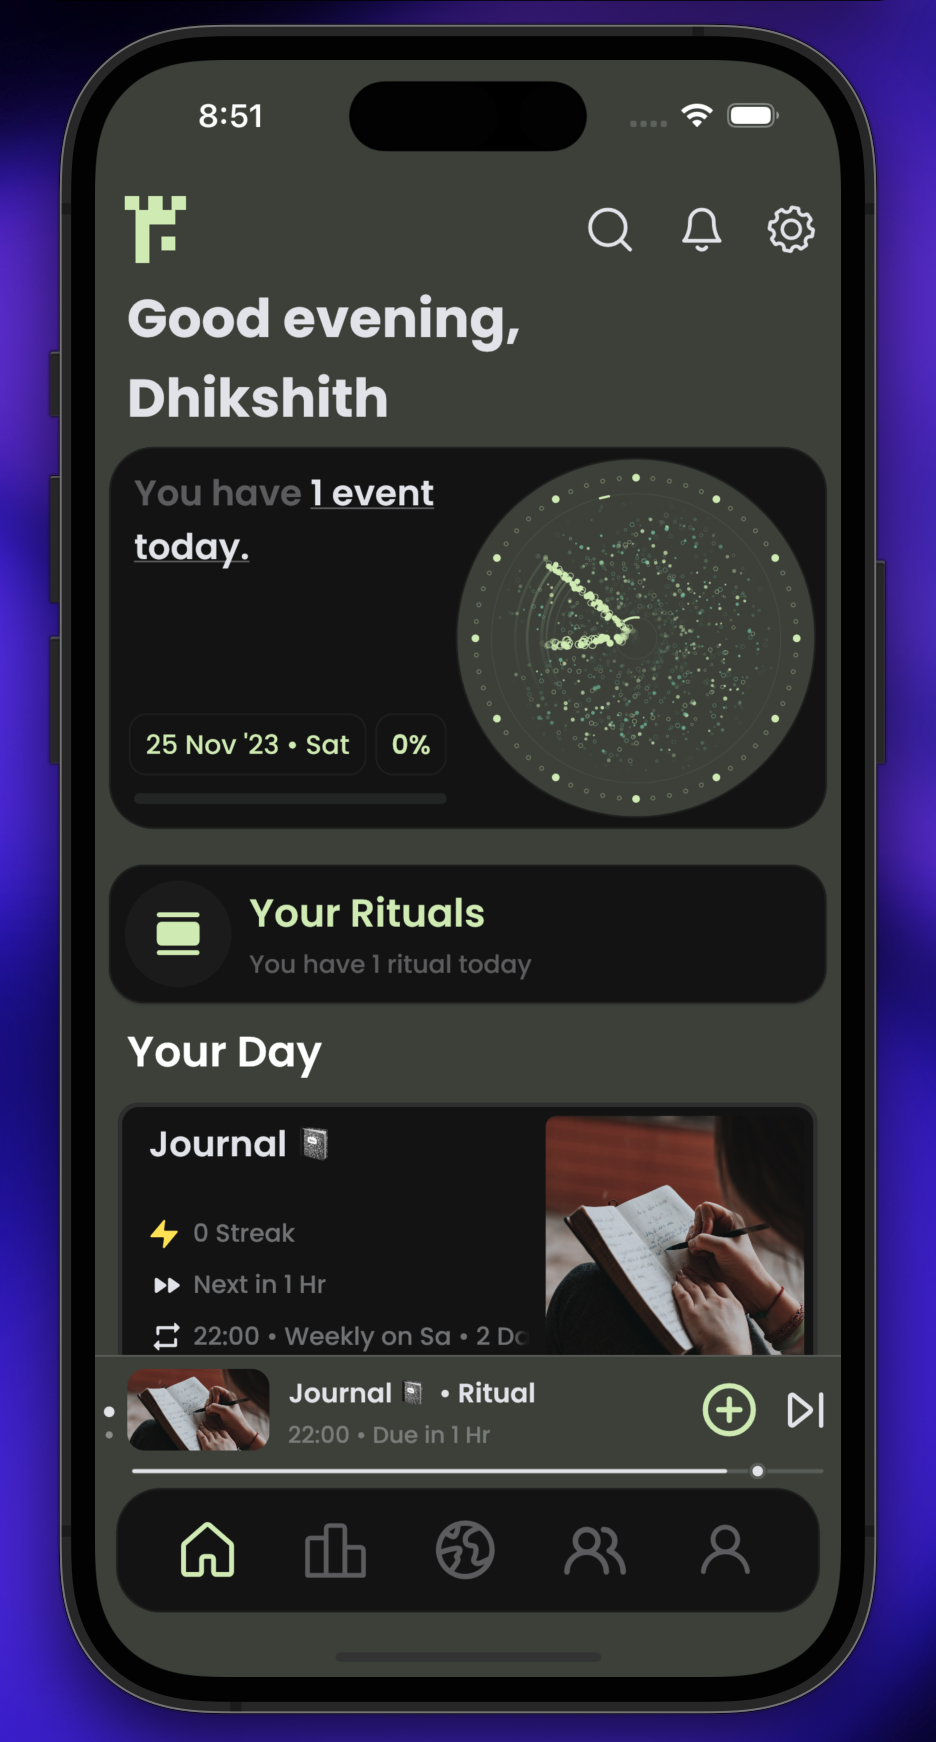 8:51
Good evening,
Dhikshith
You have 1 event
today.
25 Nov '23 • Sat
0%
Your Rituals
You have 1 ritual today
Your Day
Journal 📓
0 Streak
Next in 1 Hr
22:00 • Weekly on Sa • 2 Da
Journal 📓 • Ritual
22:00 • Due in 1 Hr